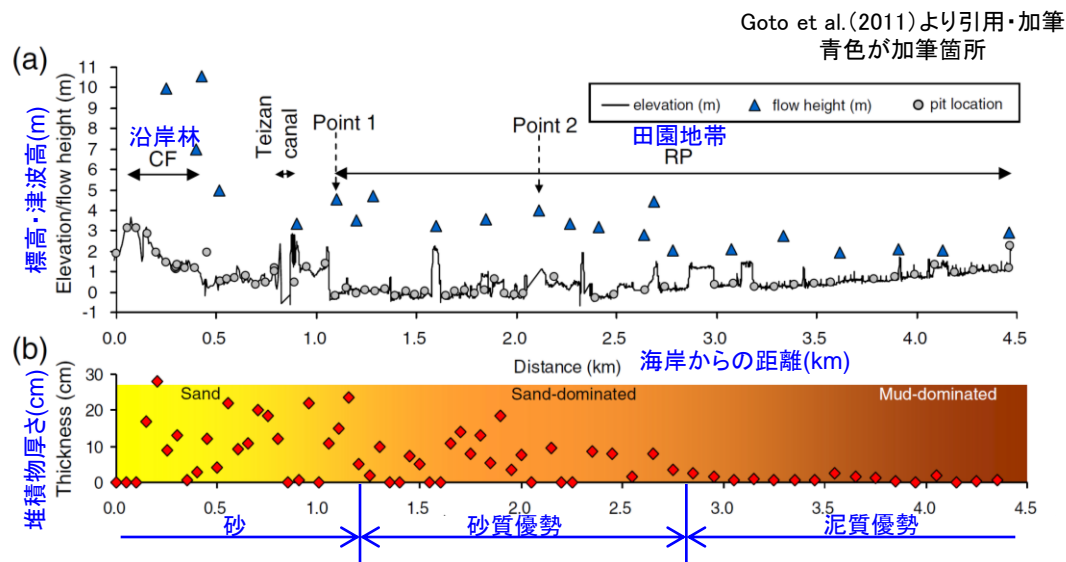 Goto et al.(2011)より引用・加筆
青色が加筆箇所
(a)
標高・津波高(m)
Elevation/flow height (m)
11
10
9
8
7
6
5
4
3
2
1
0
-1
elevation (m) flow height (m) pit location
沿岸林
CF
Teizan canal
Point 1
Point 2
田園地帯
RP
0.0 0.5 1.0 1.5 2.0 2.5 3.0 3.5 4.0 4.5
Distance (km)
海岸からの距離(km)
(b)
堆積物厚さ(cm)
Thickness (cm)
30
20
10
0
Sand Sand-dominated Mud-dominated
0.0 0.5 1.0 1.5 2.0 2.5 3.0 3.5 4.0 4.5
砂 砂質優勢 泥質優勢